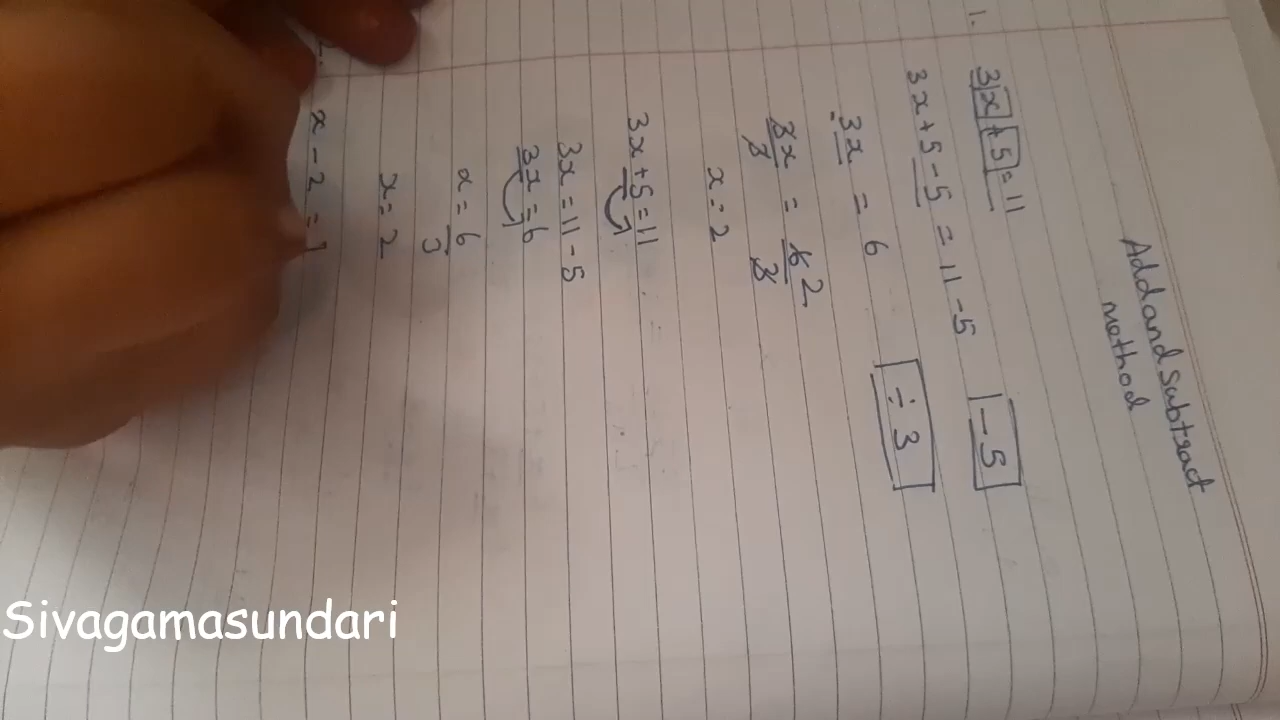 Add and Subtract
method
1. 3x + 5 = 11
3x + 5 - 5 = 11 - 5 - 5
3x = 6 ÷ 3
3x/3 = 6/3 2
x = 2
3x + 5 = 11
3x = 11 - 5
3x = 6
x = 6/3
x = 2
2. x - 2 = 
Sivagamasundari